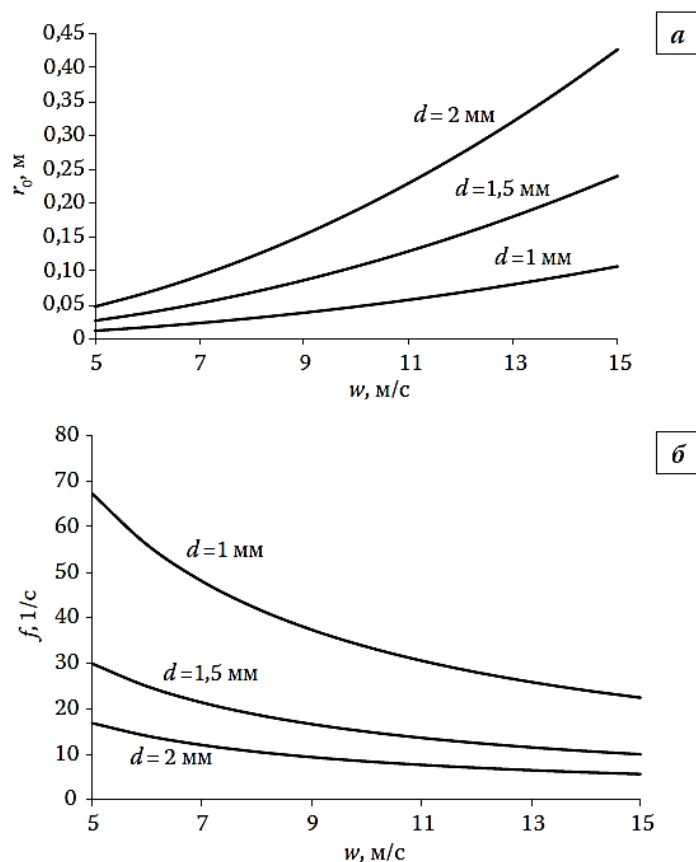 а
0,45
0,40
0,35
0,30
0,25
0,20
0,15
0,10
0,05
0
r₀, м
d = 2 мм
d = 1,5 мм
d = 1 мм
5 7 9 11 13 15
w, м/с
б
80
70
60
50
40
30
20
10
0
f, 1/с
d = 1 мм
d = 1,5 мм
d = 2 мм
5 7 9 11 13 15
w, м/с